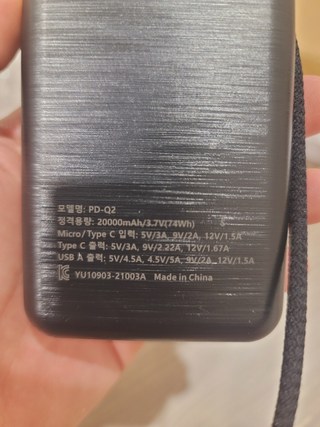 모델명: PD-Q2
정격용량: 20000mAh/3.7V(74Wh)
Micro/Type C 입력: 5V/3A, 9V/2A, 12V/1.5A
Type C 출력: 5V/3A, 9V/2.22A, 12V/1.67A
USB A 출력: 5V/4.5A, 4.5V/5A, 9V/2A, 12V/1.5A
YU10903-21003A Made in China